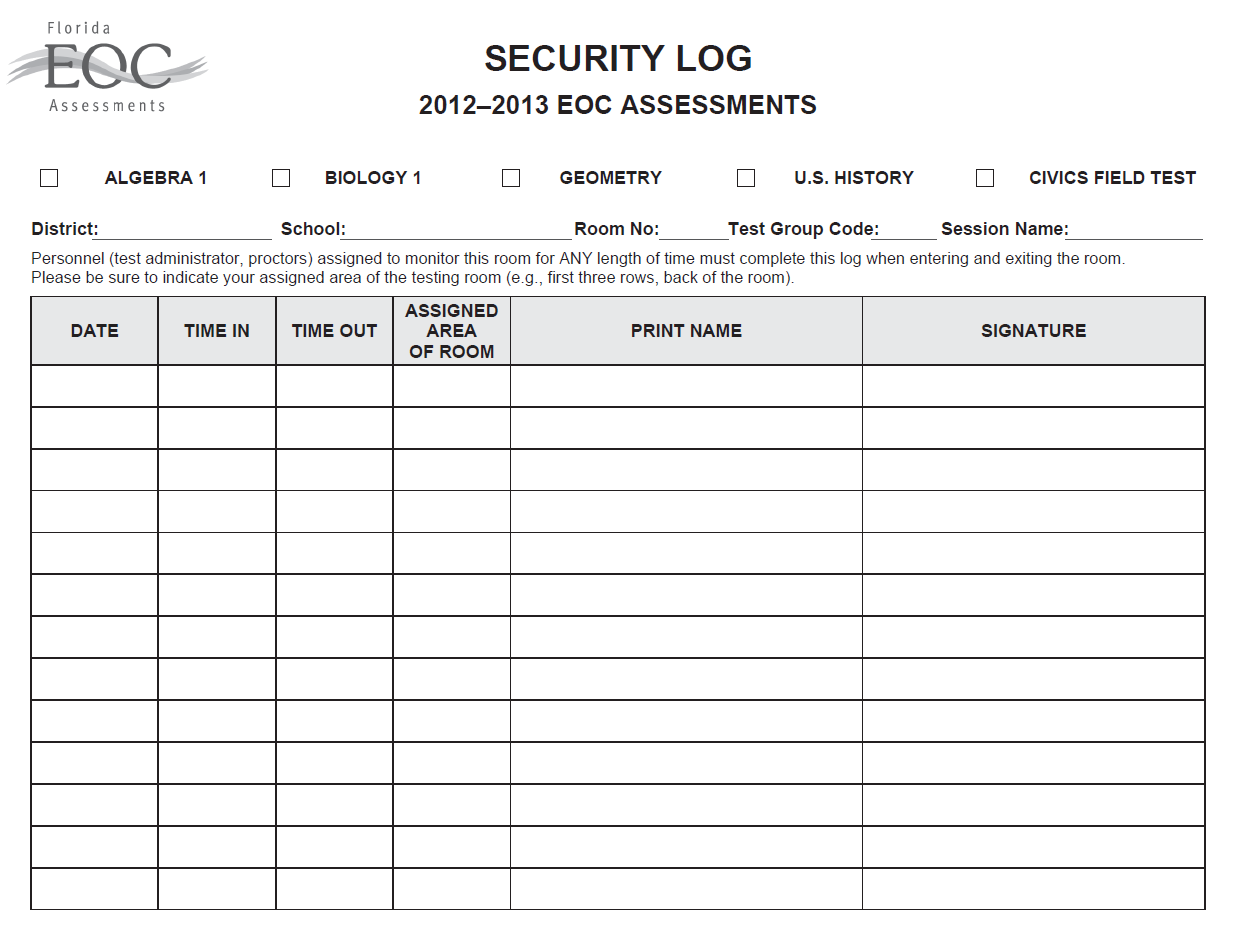 Florida
EOC
Assessments
SECURITY LOG
2012–2013 EOC ASSESSMENTS
ALGEBRA 1 BIOLOGY 1 GEOMETRY U.S. HISTORY CIVICS FIELD TEST
District: School: Room No: Test Group Code: Session Name:
Personnel (test administrator, proctors) assigned to monitor this room for ANY length of time must complete this log when entering and exiting the room.
Please be sure to indicate your assigned area of the testing room (e.g., first three rows, back of the room).
DATE TIME IN TIME OUT ASSIGNED AREA OF ROOM PRINT NAME SIGNATURE